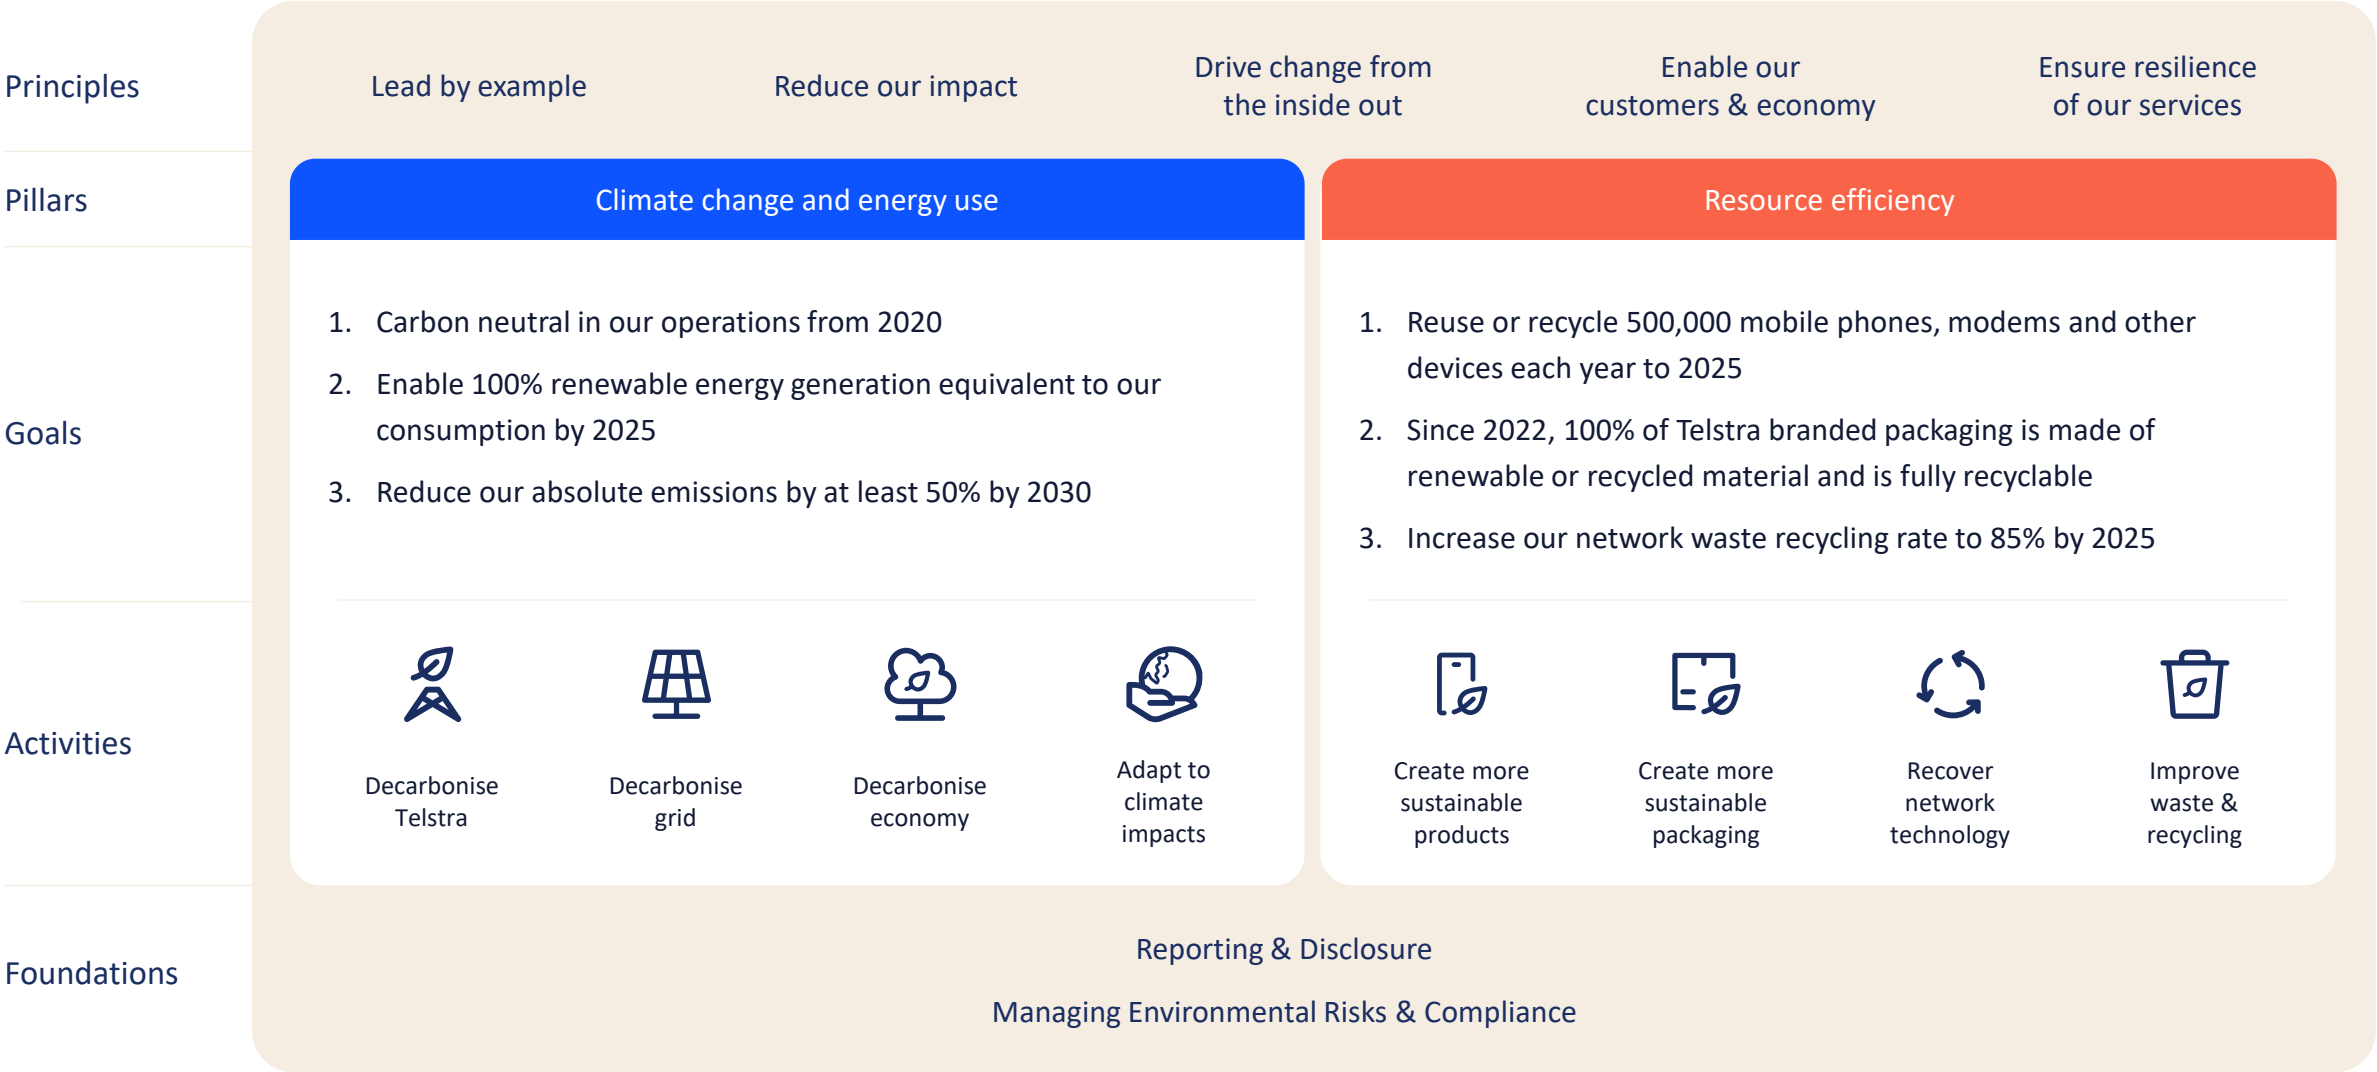 Principles
Lead by example
Reduce our impact
Drive change from
the inside out
Enable our
customers & economy
Ensure resilience
of our services
Pillars
Climate change and energy use
Resource efficiency
Goals
1. Carbon neutral in our operations from 2020
2. Enable 100% renewable energy generation equivalent to our
consumption by 2025
3. Reduce our absolute emissions by at least 50% by 2030
1. Reuse or recycle 500,000 mobile phones, modems and other
devices each year to 2025
2. Since 2022, 100% of Telstra branded packaging is made of
renewable or recycled material and is fully recyclable
3. Increase our network waste recycling rate to 85% by 2025
Activities
Decarbonise
Telstra
Decarbonise
grid
Decarbonise
economy
Adapt to
climate
impacts
Create more
sustainable
products
Create more
sustainable
packaging
Recover
network
technology
Improve
waste &
recycling
Foundations
Reporting & Disclosure
Managing Environmental Risks & Compliance